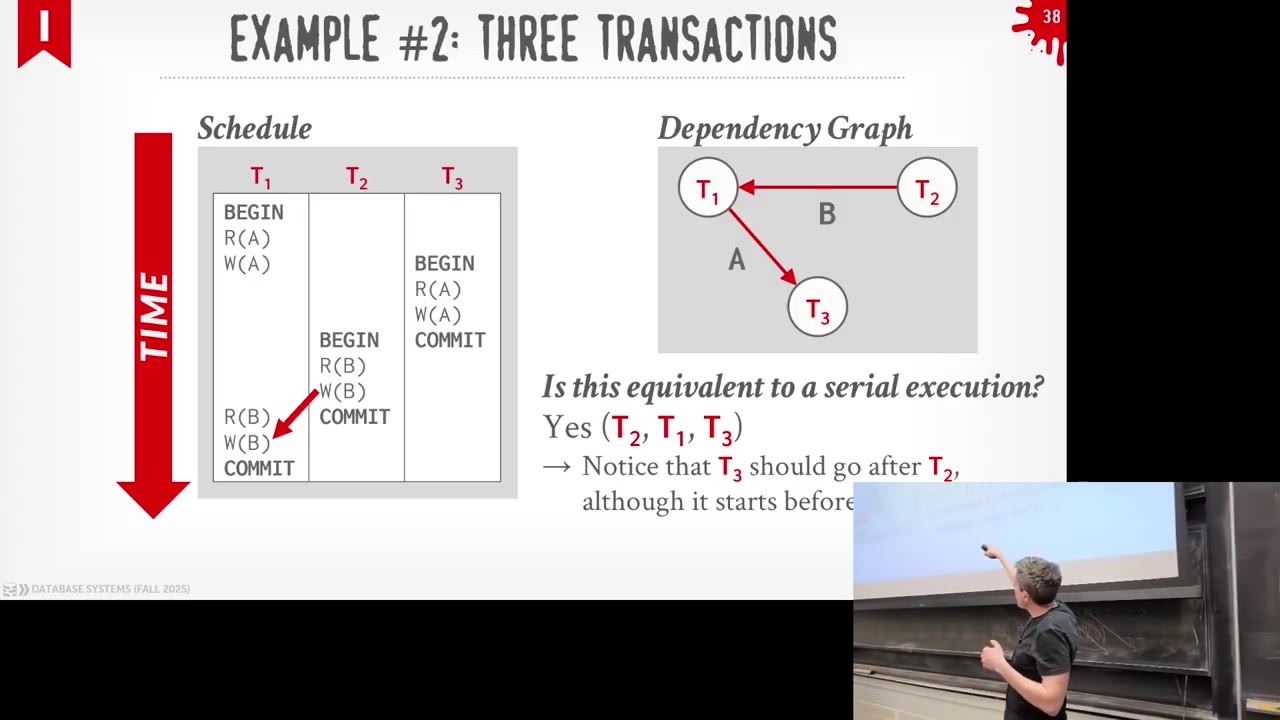 I
EXAMPLE #2: THREE TRANSACTIONS
38
Schedule
TIME
T1 T2 T3
BEGIN
R(A)
W(A) BEGIN
R(A)
W(A)
BEGIN COMMIT
R(B)
W(B)
R(B) COMMIT
W(B)
COMMIT
Dependency Graph
T1 T2
B
A
T3
Is this equivalent to a serial execution?
Yes (T2, T1, T3)
→ Notice that T3 should go after T2,
although it starts before
DATABASE SYSTEMS (FALL 2025)